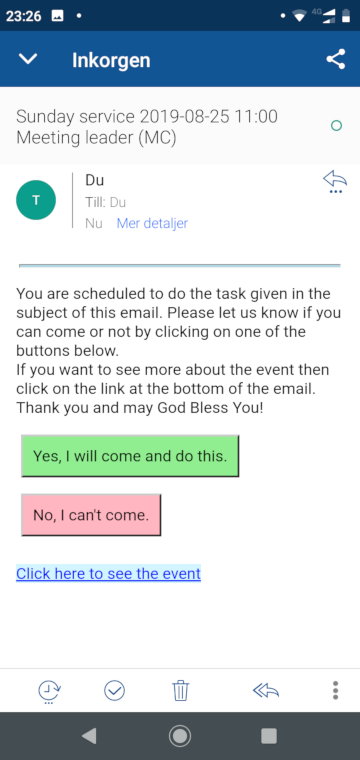 23:26
4G
Inkorgen
Sunday service 2019-08-25 11:00
Meeting leader (MC)
T
Du
Till: Du
Nu Mer detaljer
You are scheduled to do the task given in the
subject of this email. Please let us know if you
can come or not by clicking on one of the
buttons below.
If you want to see more about the event then
click on the link at the bottom of the email.
Thank you and may God Bless You!
Yes, I will come and do this.
No, I can't come.
Click here to see the event